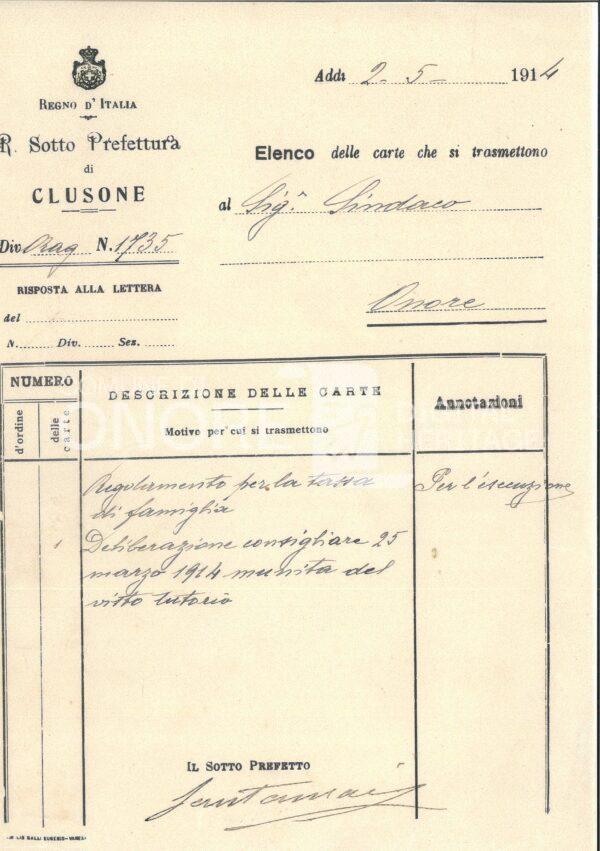 Regno d'Italia
R. Sotto Prefettura
di
CLUSONE
Div. Rag N. 1735
RISPOSTA ALLA LETTERA
del
N. Div. Sez.
Addì 2-5- 1914
Elenco delle carte che si trasmettono
al Sig.r Sindaco
Onore
NUMERO
d'ordine
delle carte
DESCRIZIONE DELLE CARTE
Motivo per cui si trasmettono
Annotazioni
Regolamento per la tassa
di famiglia
1 Deliberazione consigliare 25
marzo 1914 munita del
visto tutorio
Per l'esecuzione
Il Sotto Prefetto